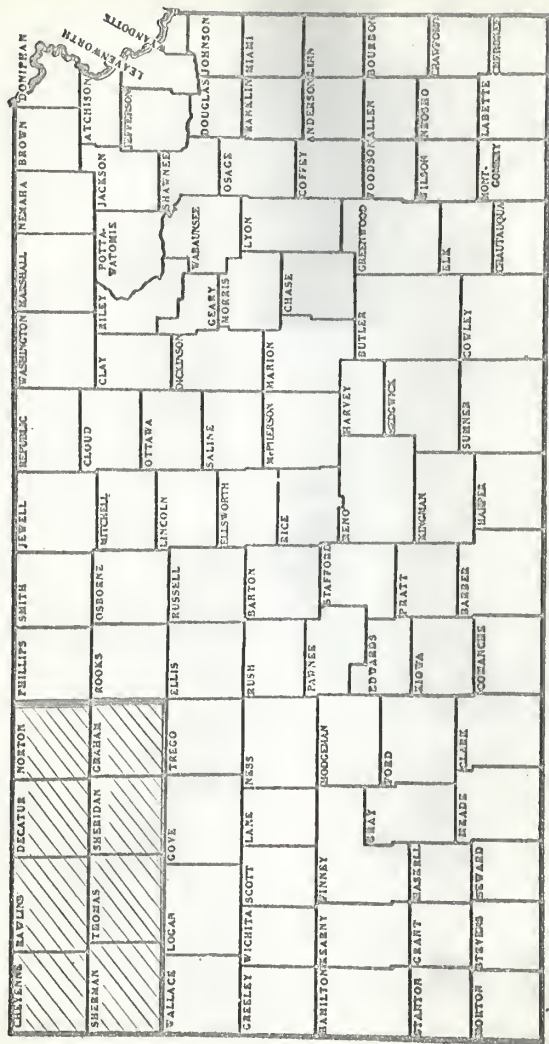 CHEYENNE
RAWLINS
DECATUR
NORTON
PHILLIPS
SMITH
JEWELL
REPUBLIC
WASHINGTON
MARSHALL
NEMAHA
BROWN
DONIPHAN
SHERMAN
THOMAS
SHERIDAN
GRAHAM
ROOKS
OSBORNE
MITCHELL
CLOUD
CLAY
RILEY
POTTA-
WATOMIE
JACKSON
ATCHISON
JEFFERSON
LEAVENWORTH
WYANDOTTE
WALLACE
LOGAN
GOVE
TREGO
ELLIS
RUSSELL
LINCOLN
OTTAWA
DICKINSON
GEARY
WABAUNSEE
SHAWNEE
DOUGLAS
JOHNSON
GREELEY
WICHITA
SCOTT
LANE
NESS
RUSH
BARTON
ELLSWORTH
SALINE
MORRIS
LYON
OSAGE
FRANKLIN
MIAMI
HAMILTON
KEARNY
FINNEY
HODGEMAN
PAWNEE
STAFFORD
RICE
McPHERSON
MARION
CHASE
COFFEY
ANDERSON
LINN
GRAY
FORD
EDWARDS
RENO
HARVEY
BUTLER
GREENWOOD
WOODSON
ALLEN
BOURBON
STANTON
GRANT
HASKELL
KIOWA
PRATT
KINGMAN
SEDGWICK
ELK
WILSON
NEOSHO
CRAWFORD
MORTON
STEVENS
SEWARD
MEADE
CLARK
COMANCHE
BARBER
HARPER
SUMNER
COWLEY
CHAUTAUQUA
MONT-
GOMERY
LABETTE
CHEROKEE